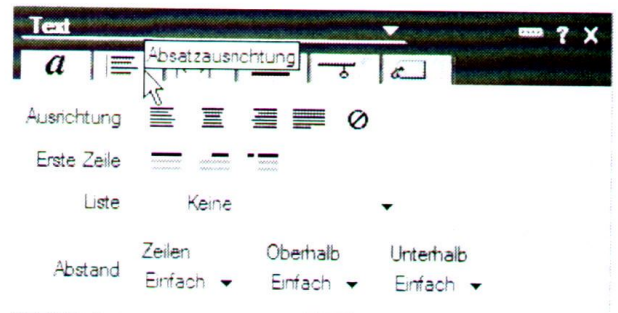 Text ?  X
Absatzausrichtung
a
Ausrichtung
Erste Zeile
Liste Keine
Zeilen Oberhalb Unterhalb
Abstand Einfach Einfach Einfach